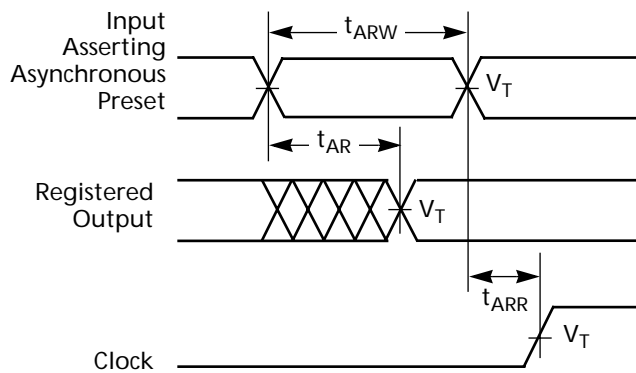 Input
Asserting
Asynchronous
Preset
tARW
VT
tAR
Registered
Output
VT
tARR
VT
Clock